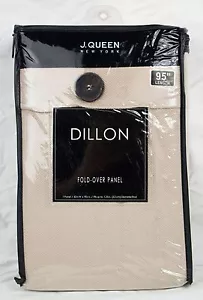 J.QUEEN
NEW YORK
95"
LENGTH
DILLON
FOLD-OVER PANEL